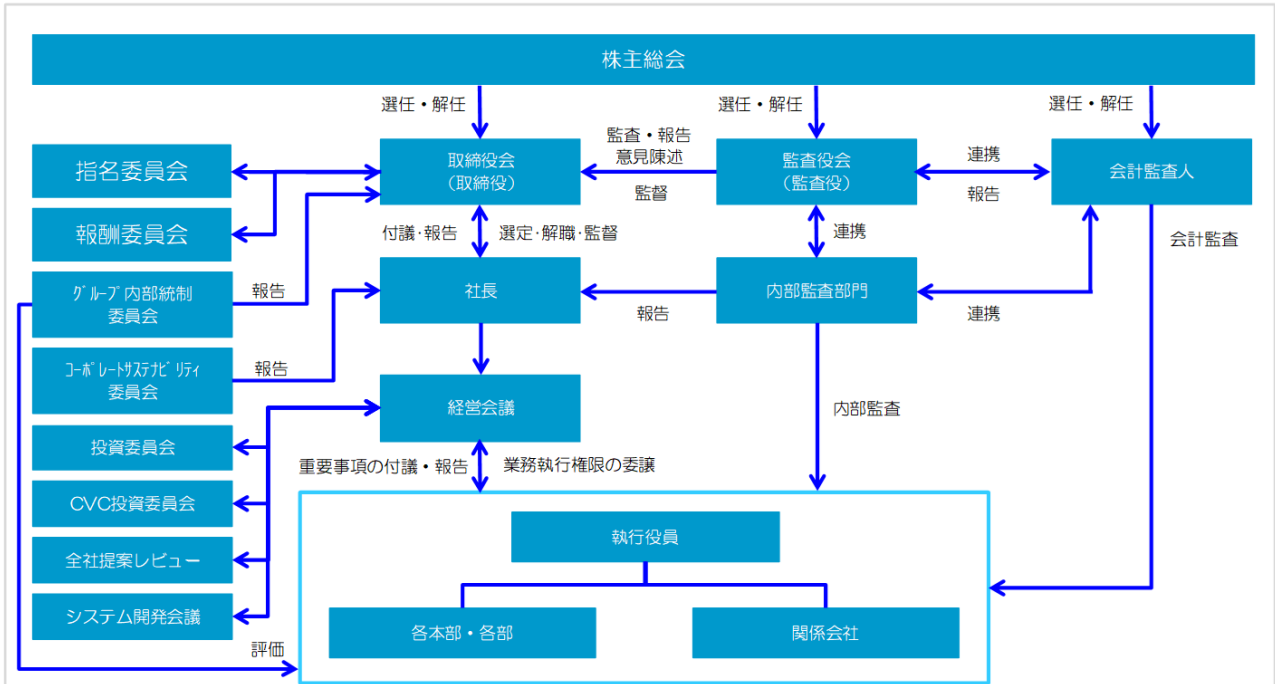 株主総会
選任・解任
選任・解任
選任・解任
指名委員会
取締役会
(取締役)
監査・報告
意見陳述
監督
監査役会
(監査役)
連携
報告
会計監査人
報酬委員会
付議・報告
選定・解職・監督
連携
会計監査
グループ内部統制
委員会
報告
社長
報告
内部監査部門
連携
コーポレートサステナビリティ
委員会
報告
経営会議
内部監査
投資委員会
重要事項の付議・報告
業務執行権限の委譲
CVC投資委員会
執行役員
全社提案レビュー
システム開発会議
各本部・各部
関係会社
評価